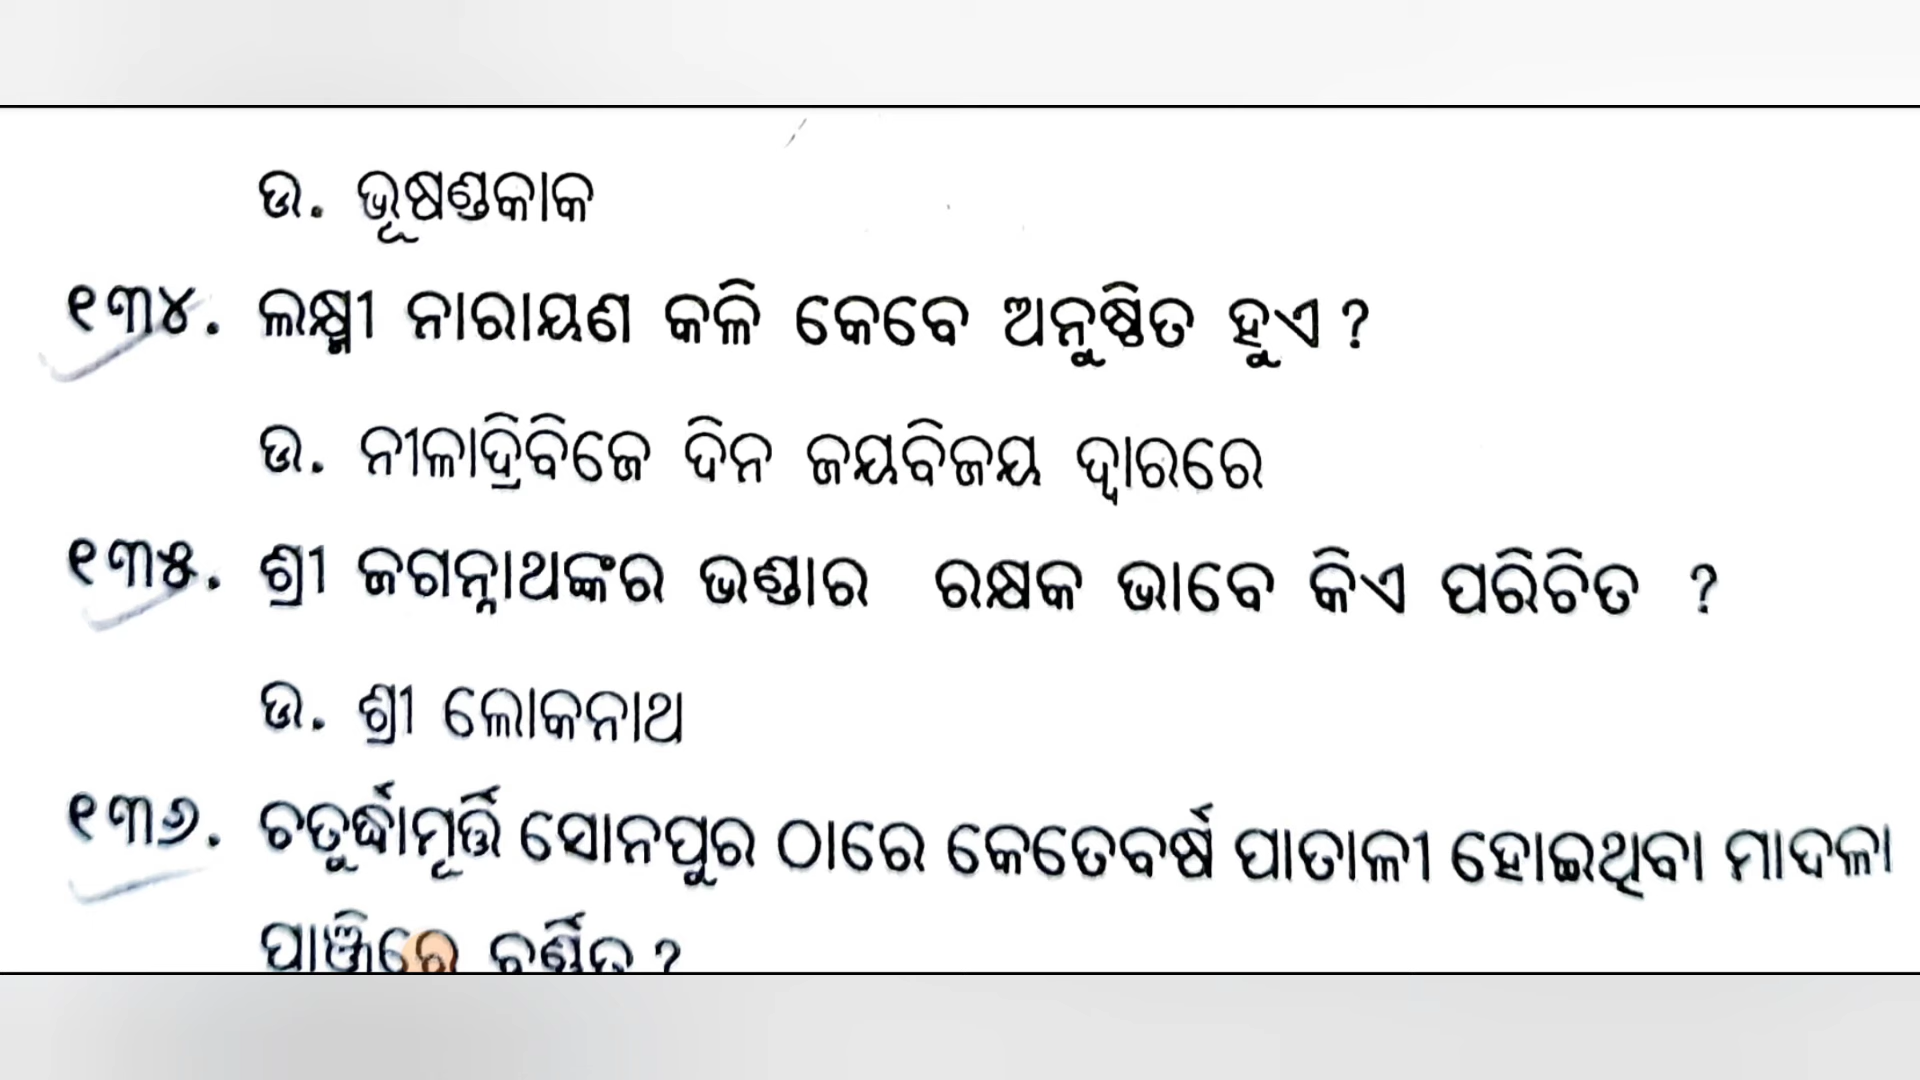 ଉ. ଭୂଷଣ୍ଡକାକ
୧୩୪. ଲକ୍ଷ୍ମୀ ନାରାୟଣ କଳି କେବେ ଅନୁଷ୍ଠିତ ହୁଏ ?
ଉ. ନୀଳାଦ୍ରିବିଜେ ଦିନ ଜୟବିଜୟ ଦ୍ୱାରରେ
୧୩୫. ଶ୍ରୀ ଜଗନ୍ନାଥଙ୍କର ଭଣ୍ଡାର ରକ୍ଷକ ଭାବେ କିଏ ପରିଚିତ ?
ଉ. ଶ୍ରୀ ଲୋକନାଥ
୧୩୬. ଚତୁର୍ଦ୍ଧାମୂର୍ତ୍ତି ସୋନପୁର ଠାରେ କେତେବର୍ଷ ପାତାଳୀ ହୋଇଥିବା ମାଦଳା
ପାଞ୍ଜିରେ ବର୍ଣ୍ଣିତ ?